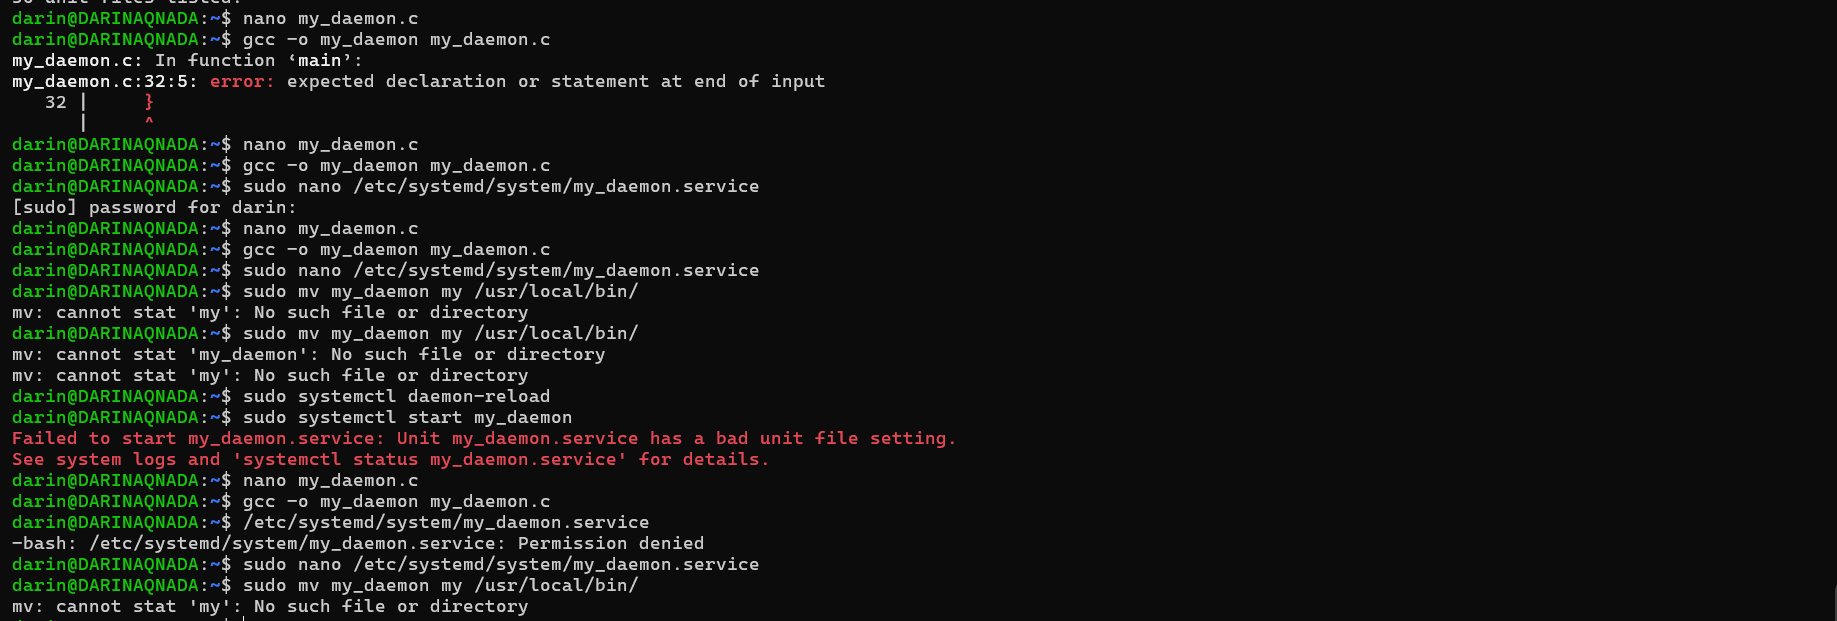 30 unit files listed.
darin@DARINAQNADA:~$ nano my_daemon.c
darin@DARINAQNADA:~$ gcc -o my_daemon my_daemon.c
my_daemon.c: In function ‘main’:
my_daemon.c:32:5: error: expected declaration or statement at end of input
   32 |     }
      |     ^
darin@DARINAQNADA:~$ nano my_daemon.c
darin@DARINAQNADA:~$ gcc -o my_daemon my_daemon.c
darin@DARINAQNADA:~$ sudo nano /etc/systemd/system/my_daemon.service
[sudo] password for darin:
darin@DARINAQNADA:~$ nano my_daemon.c
darin@DARINAQNADA:~$ gcc -o my_daemon my_daemon.c
darin@DARINAQNADA:~$ sudo nano /etc/systemd/system/my_daemon.service
darin@DARINAQNADA:~$ sudo mv my_daemon my /usr/local/bin/
mv: cannot stat 'my': No such file or directory
darin@DARINAQNADA:~$ sudo mv my_daemon my /usr/local/bin/
mv: cannot stat 'my_daemon': No such file or directory
mv: cannot stat 'my': No such file or directory
darin@DARINAQNADA:~$ sudo systemctl daemon-reload
darin@DARINAQNADA:~$ sudo systemctl start my_daemon
Failed to start my_daemon.service: Unit my_daemon.service has a bad unit file setting.
See system logs and 'systemctl status my_daemon.service' for details.
darin@DARINAQNADA:~$ nano my_daemon.c
darin@DARINAQNADA:~$ gcc -o my_daemon my_daemon.c
darin@DARINAQNADA:~$ /etc/systemd/system/my_daemon.service
-bash: /etc/systemd/system/my_daemon.service: Permission denied
darin@DARINAQNADA:~$ sudo nano /etc/systemd/system/my_daemon.service
darin@DARINAQNADA:~$ sudo mv my_daemon my /usr/local/bin/
mv: cannot stat 'my': No such file or directory